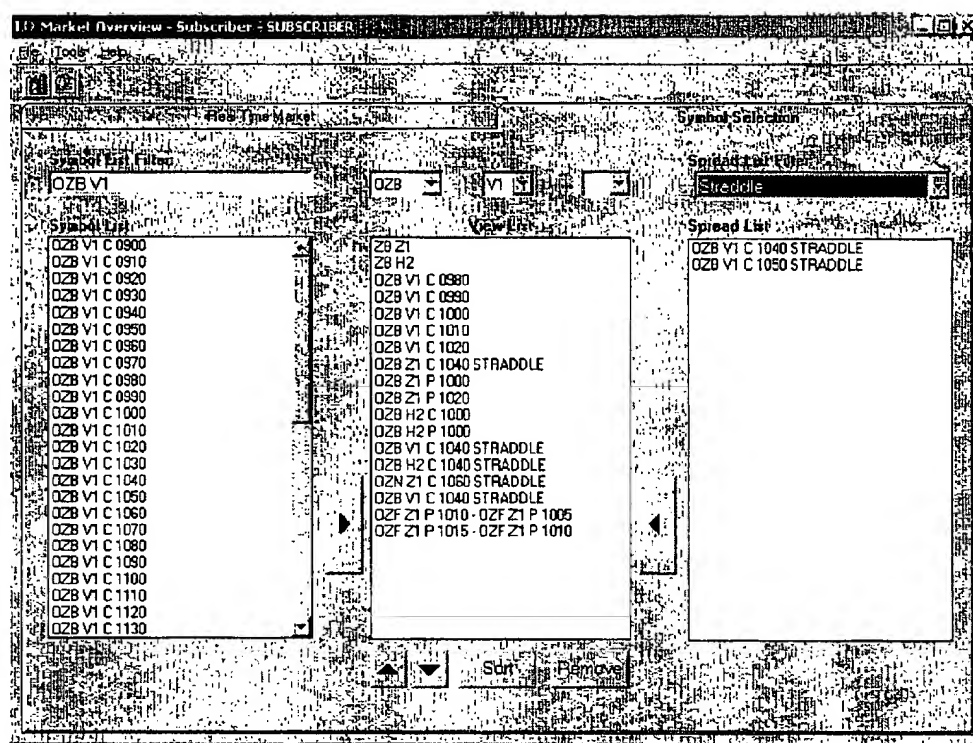 Market Overview - Subscriber - SUBSCRIBER
File Tools Help
Real-Time Market
Symbol Selection
Symbol List Filter
Spread List Filter
OZB V1
OZB
V1
Straddle
Symbol List
View List
Spread List
OZB V1 C 0900
OZB V1 C 0910
OZB V1 C 0920
OZB V1 C 0930
OZB V1 C 0940
OZB V1 C 0950
OZB V1 C 0960
OZB V1 C 0970
OZB V1 C 0980
OZB V1 C 0990
OZB V1 C 1000
OZB V1 C 1010
OZB V1 C 1020
OZB V1 C 1030
OZB V1 C 1040
OZB V1 C 1050
OZB V1 C 1060
OZB V1 C 1070
OZB V1 C 1080
OZB V1 C 1090
OZB V1 C 1100
OZB V1 C 1110
OZB V1 C 1120
OZB V1 C 1130
ZB Z1
ZB H2
OZB V1 C 0980
OZB V1 C 0990
OZB V1 C 1000
OZB V1 C 1010
OZB V1 C 1020
OZB Z1 C 1040 STRADDLE
OZB Z1 P 1000
OZB Z1 P 1020
OZB H2 C 1000
OZB H2 P 1000
OZB V1 C 1040 STRADDLE
OZB H2 C 1040 STRADDLE
OZN Z1 C 1060 STRADDLE
OZB V1 C 1040 STRADDLE
OZF Z1 P 1010 - OZF Z1 P 1005
OZF Z1 P 1015 - OZF Z1 P 1010
OZB V1 C 1040 STRADDLE
OZB V1 C 1050 STRADDLE
Sort
Remove